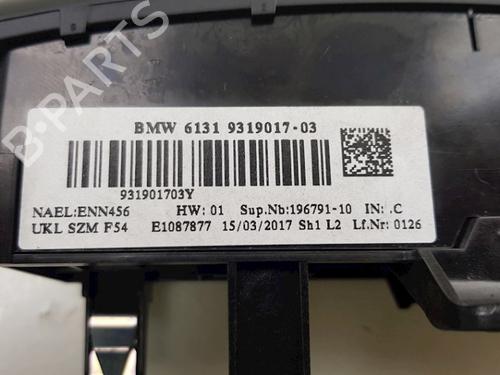 B-PARTS
BMW 6131 9319017-03
931901703Y
NAEL:ENN456 HW: 01 Sup.Nb:196791-10 IN: .C
UKL SZM F54 E1087877 15/03/2017 Sh1 L2 Lf.Nr: 0126